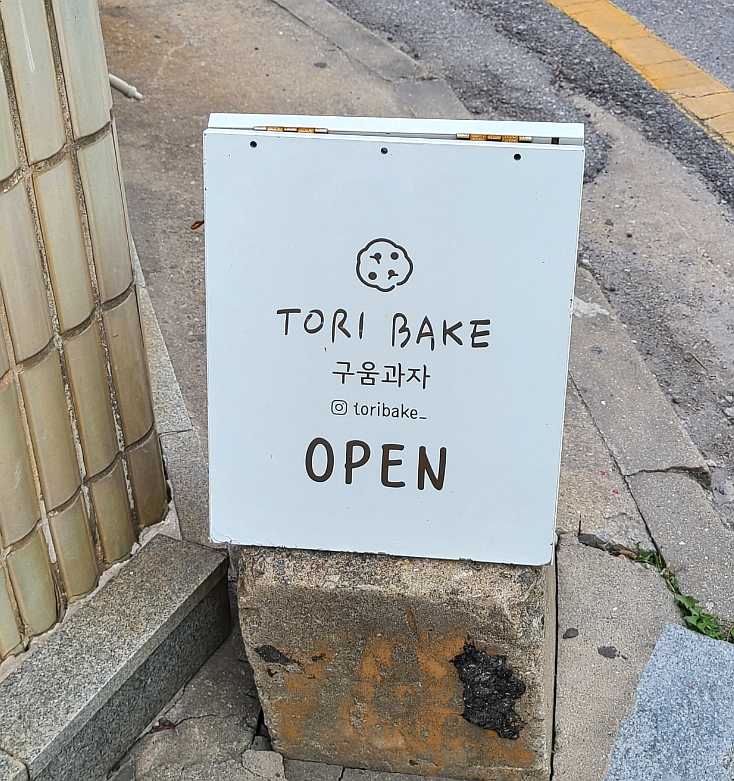 TORI BAKE
구움과자
toribake_
OPEN